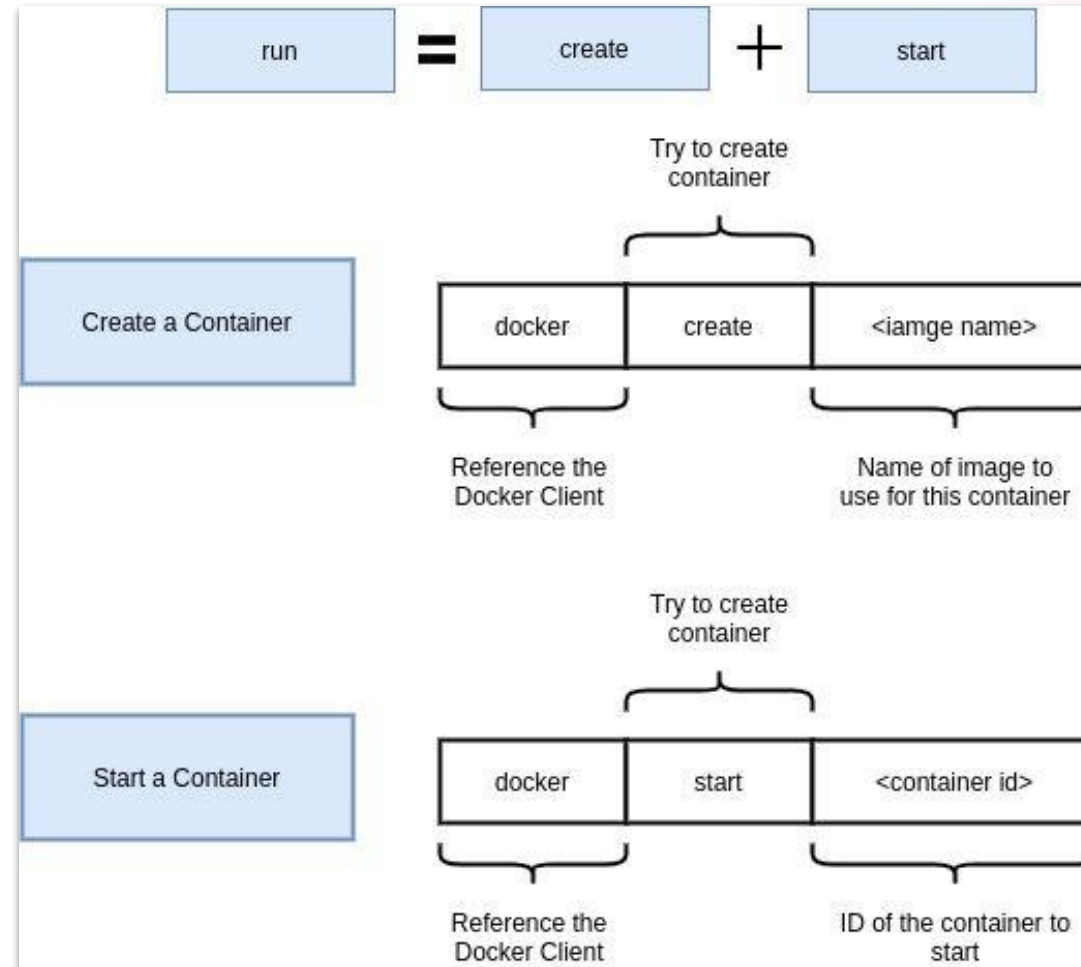 run = create + start
Try to create
container
Create a Container
docker create <iamge name>
Reference the
Docker Client
Name of image to
use for this container
Try to create
container
Start a Container
docker start <container id>
Reference the
Docker Client
ID of the container to
start